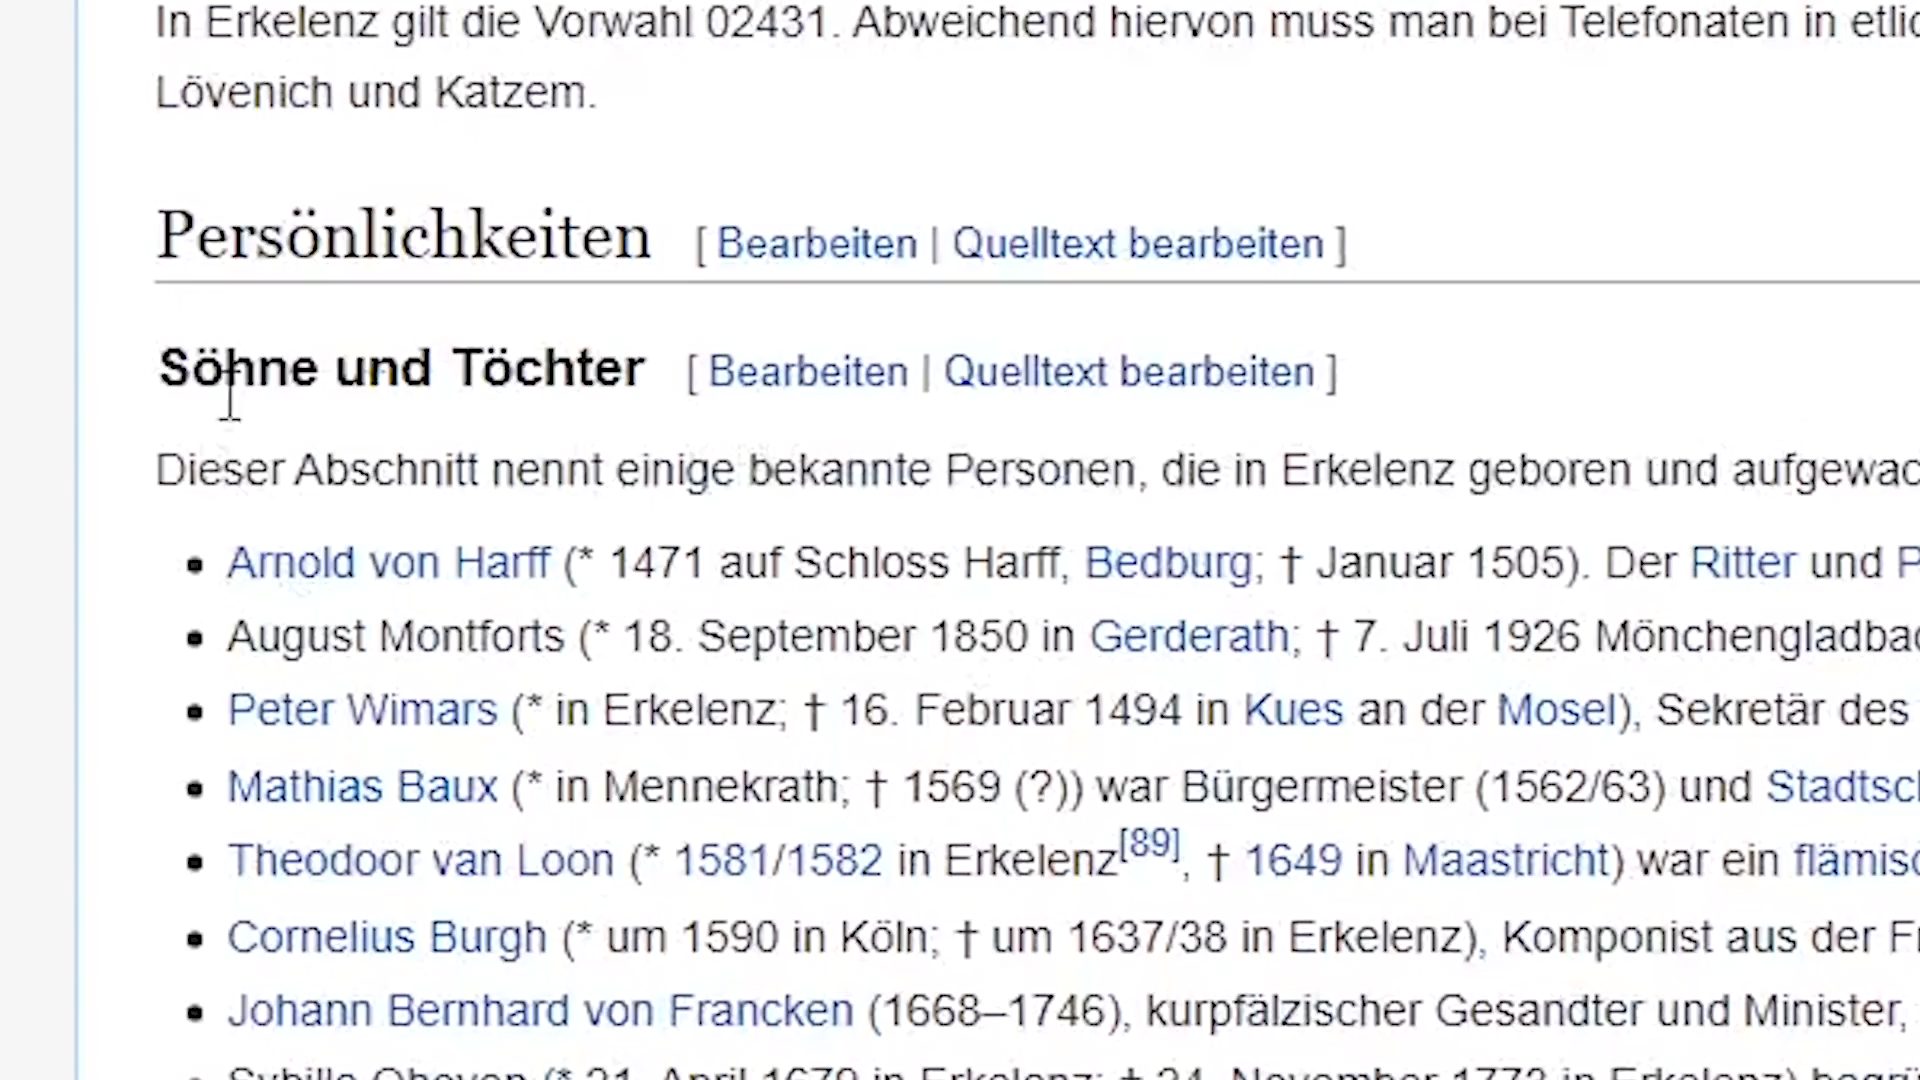 In Erkelenz gilt die Vorwahl 02431. Abweichend hiervon muss man bei Telefonaten in
Lövenich und Katzem.
Persönlichkeiten [ Bearbeiten | Quelltext bearbeiten ]
Söhne und Töchter [ Bearbeiten | Quelltext bearbeiten ]
Dieser Abschnitt nennt einige bekannte Personen, die in Erkelenz geboren und aufgewac
• Arnold von Harff (* 1471 auf Schloss Harff, Bedburg; † Januar 1505). Der Ritter und P
• August Montforts (* 18. September 1850 in Gerderath; † 7. Juli 1926 Mönchengladbac
• Peter Wimars (* in Erkelenz; † 16. Februar 1494 in Kues an der Mosel), Sekretär des
• Mathias Baux (* in Mennekrath; † 1569 (?)) war Bürgermeister (1562/63) und Stadtsch
• Theodoor van Loon (* 1581/1582 in Erkelenz[89], † 1649 in Maastricht) war ein flämisc
• Cornelius Burgh (* um 1590 in Köln; † um 1637/38 in Erkelenz), Komponist aus der Fr
• Johann Bernhard von Francken (1668–1746), kurpfälzischer Gesandter und Minister,